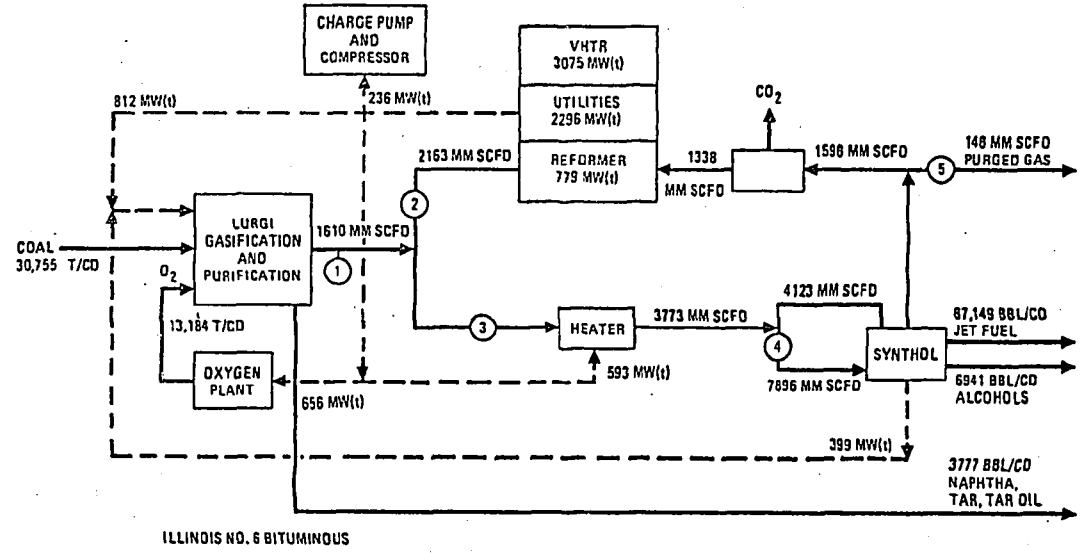 CHARGE PUMP
AND
COMPRESSOR
VHTR
3075 MW(t)
UTILITIES
2296 MW(t)
REFORMER
779 MW(t)
812 MW(t)
236 MW(t)
CO2
2163 MM SCFD
1338
MM SCFD
1598 MM SCFD
148 MM SCFD
PURGED GAS
5
2
LURGI
GASIFICATION
AND
PURIFICATION
1610 MM SCFD
1
COAL
30,755 T/CD
O2
13,184 T/CD
3
HEATER
3773 MM SCFD
4123 MM SCFD
4
7896 MM SCFD
SYNTHOL
67,149 BBL/CD
JET FUEL
6941 BBL/CD
ALCOHOLS
OXYGEN
PLANT
656 MW(t)
593 MW(t)
399 MW(t)
3777 BBL/CD
NAPHTHA,
TAR, TAR OIL
ILLINOIS NO. 6 BITUMINOUS